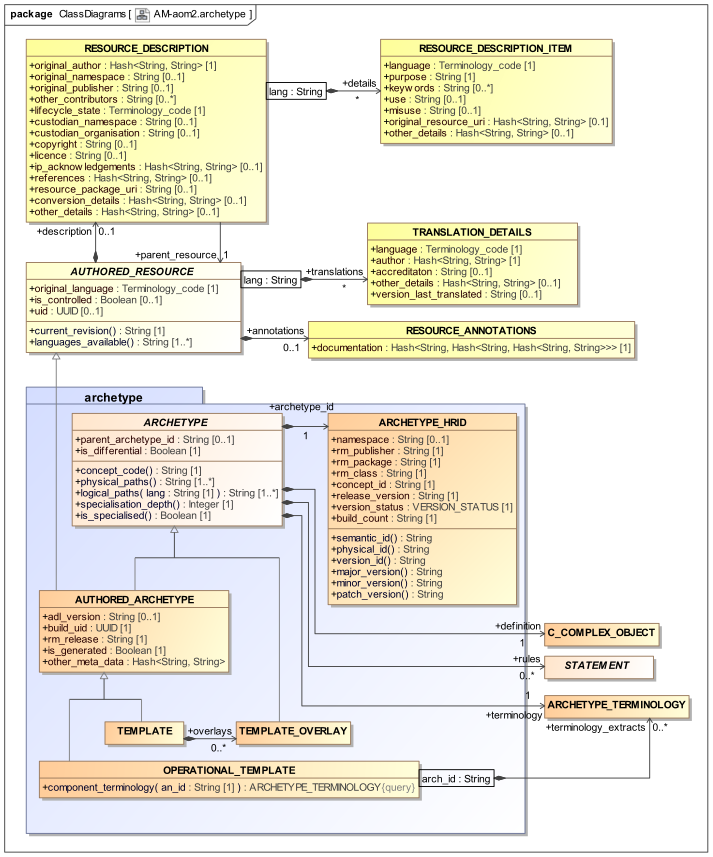 package ClassDiagrams [ AM-aom2.archetype ]
RESOURCE_DESCRIPTION
+original_author : Hash<String, String> [1]
+original_namespace : String [0..1]
+original_publisher : String [0..1]
+other_contributors : String [0..*]
+lifecycle_state : Terminology_code [1]
+custodian_namespace : String [0..1]
+custodian_organisation : String [0..1]
+copyright : String [0..1]
+licence : String [0..1]
+ip_acknowledgements : Hash<String, String> [0..1]
+references : Hash<String, String> [0..1]
+resource_package_uri : String [0..1]
+conversion_details : Hash<String, String> [0..1]
+other_details : Hash<String, String> [0..1]
lang : String
+details
*
RESOURCE_DESCRIPTION_ITEM
+language : Terminology_code [1]
+purpose : String [1]
+keywords : String [0..*]
+use : String [0..1]
+misuse : String [0..1]
+original_resource_uri : Hash<String, String> [0.1]
+other_details : Hash<String, String> [0..1]
+description 0..1
+parent_resource 1
AUTHORED_RESOURCE
+original_language : Terminology_code [1]
+is_controlled : Boolean [0..1]
+uid : UUID [0..1]
+current_revision() : String [1]
+languages_available() : String [1..*]
lang : String
+translations
*
TRANSLATION_DETAILS
+language : Terminology_code [1]
+author : Hash<String, String> [1]
+accreditaton : String [0..1]
+other_details : Hash<String, String> [0..1]
+version_last_translated : String [0..1]
+annotations
0..1
RESOURCE_ANNOTATIONS
+documentation : Hash<String, Hash<String, Hash<String, String>>> [1]
archetype
ARCHETYPE
+parent_archetype_id : String [0..1]
+is_differential : Boolean [1]
+concept_code() : String [1]
+physical_paths() : String [1..*]
+logical_paths( lang : String [1] ) : String [1..*]
+specialisation_depth() : Integer [1]
+is_specialised() : Boolean [1]
+archetype_id
1
ARCHETYPE_HRID
+namespace : String [0..1]
+rm_publisher : String [1]
+rm_package : String [1]
+rm_class : String [1]
+concept_id : String [1]
+release_version : String [1]
+version_status : VERSION_STATUS [1]
+build_count : String [1]
+semantic_id() : String
+physical_id() : String
+version_id() : String
+major_version() : String
+minor_version() : String
+patch_version() : String
AUTHORED_ARCHETYPE
+adl_version : String [0..1]
+build_uid : UUID [1]
+rm_release : String [1]
+is_generated : Boolean [1]
+other_meta_data : Hash<String, String>
+definition
1
C_COMPLEX_OBJECT
+rules
0..*
STATEMENT
1
+terminology
ARCHETYPE_TERMINOLOGY
+terminology_extracts 0..*
TEMPLATE
+overlays
0..*
TEMPLATE_OVERLAY
OPERATIONAL_TEMPLATE
+component_terminology( an_id : String [1] ) : ARCHETYPE_TERMINOLOGY{query}
arch_id : String